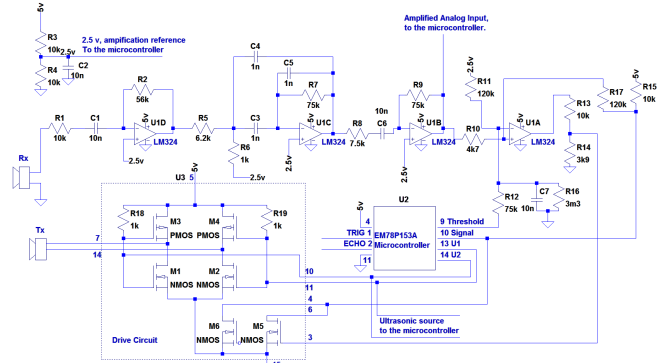 5v
R3
10k
2.5v
R4
10k
C2
10n
2.5 v, ampification reference
To the microcontroller
Amplified Analog Input,
to the microcontroller.
C4
1n
C5
1n
R2
56k
R7
75k
R9
75k
R11
120k
2.5v
R17
120k
5v
R15
10k
R1
10k
C1
10n
5v
U1D
LM324
2.5v
R5
6.2k
C3
1n
R6
1k
2.5v
5v
U1C
LM324
2.5v
R8
7.5k
10n
C6
5v
U1B
LM324
2.5v
R10
4k7
5v
U1A
LM324
R13
10k
R14
3k9
R12
75k
C7
10n
R16
3m3
Rx
Tx
U3
5v
5
R18
1k
M3
PMOS
M4
PMOS
R19
1k
7
14
M1
NMOS
M2
NMOS
10
11
4
6
3
M6
NMOS
M5
NMOS
Drive Circuit
U2
5v
4
TRIG 1
ECHO 2
11
EM78P153A
Microcontroller
9 Threshold
10 Signal
13 U1
14 U2
Ultrasonic source
to the microcontroller